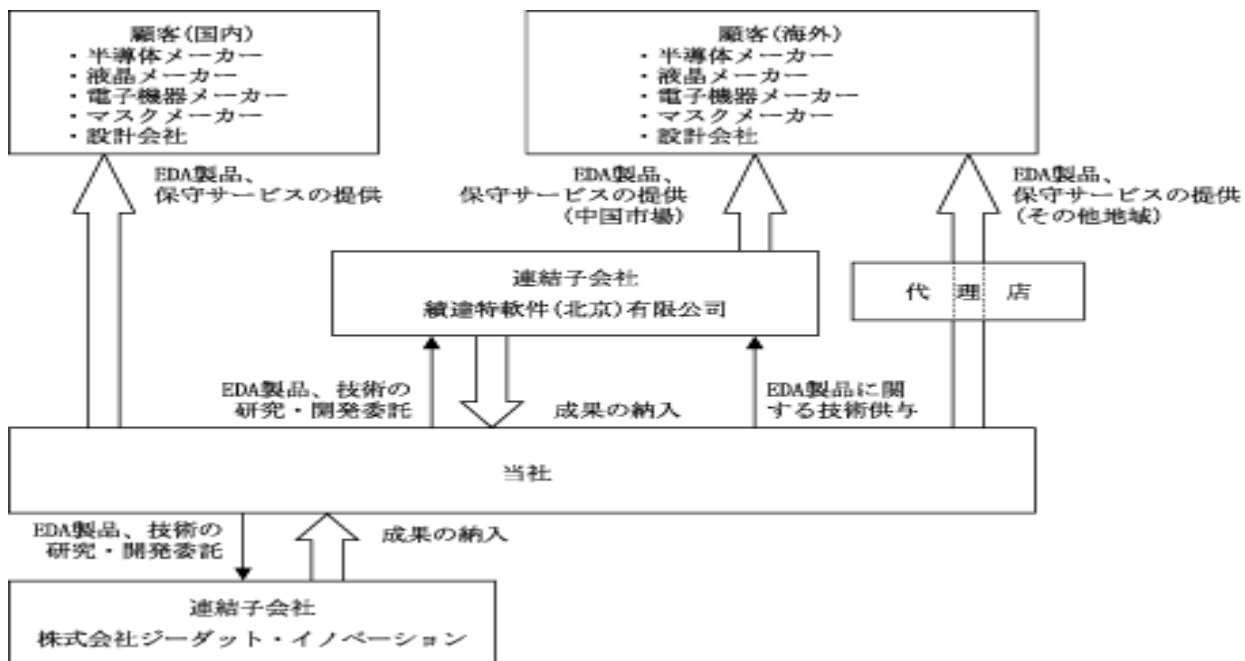 顧客(国内)
・半導体メーカー
・液晶メーカー
・電子機器メーカー
・マスクメーカー
・設計会社
顧客(海外)
・半導体メーカー
・液晶メーカー
・電子機器メーカー
・マスクメーカー
・設計会社
EDA製品、
保守サービスの提供
EDA製品、
保守サービスの提供
(中国市場)
EDA製品、
保守サービスの提供
(その他地域)
連結子会社
績達特軟件(北京)有限公司
代理店
EDA製品、技術の
研究・開発委託
成果の納入
EDA製品に関
する技術供与
当社
EDA製品、技術の
研究・開発委託
成果の納入
連結子会社
株式会社ジーダット・イノベーション